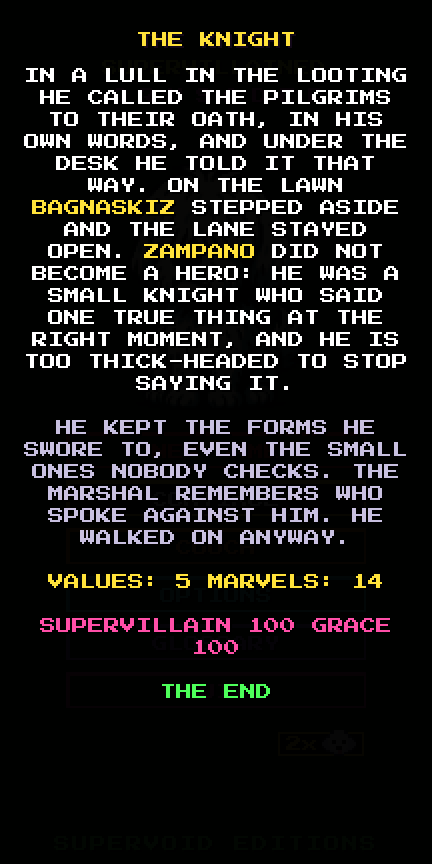 THE KNIGHT
IN A LULL IN THE LOOTING
HE CALLED THE PILGRIMS
TO THEIR OATH, IN HIS
OWN WORDS, AND UNDER THE
DESK HE TOLD IT THAT
WAY. ON THE LAWN
BAGNASKIZ STEPPED ASIDE
AND THE LANE STAYED
OPEN. ZAMPANO DID NOT
BECOME A HERO: HE WAS A
SMALL KNIGHT WHO SAID
ONE TRUE THING AT THE
RIGHT MOMENT, AND HE IS
TOO THICK-HEADED TO STOP
SAYING IT.
HE KEPT THE FORMS HE
SWORE TO, EVEN THE SMALL
ONES NOBODY CHECKS. THE
MARSHAL REMEMBERS WHO
SPOKE AGAINST HIM. HE
WALKED ON ANYWAY.
VALUES: 5 MARVELS: 14
SUPERVILLAIN 100 GRACE
100
THE END
2x
SUPERVOID EDITIONS